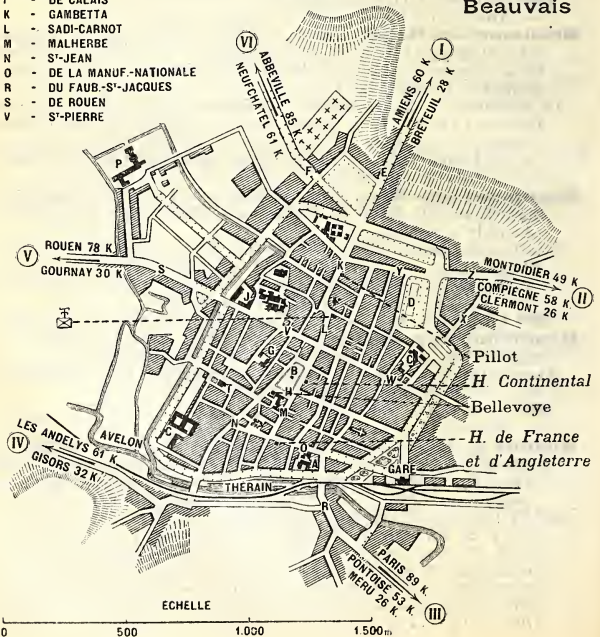 Beauvais
- DE CALAIS
K - GAMBETTA
L - SADI-CARNOT
M - MALHERBE
N - St-JEAN
O - DE LA MANUF.-NATIONALE
R - DU FAUB.-St-JACQUES
S - DE ROUEN
V - St-PIERRE
VI
ABBEVILLE 85 K.
NEUFCHATEL 61 K.
I
AMIENS 60 K
BRETEUIL 28 K
P
F
E
V
ROUEN 78 K
GOURNAY 30 K
S
J
K
Y
Z
MONTDIDIER 49 K
COMPIÈGNE 58 K
CLERMONT 26 K
II
D
X
V
L
G
B
C
W
H
M
T
N
O
A
Pillot
H. Continental
Bellevoye
H. de France
et d'Angleterre
IV
LES ANDELYS 61 K
GISORS 32 K
AVELON
THERAIN
GARE
R
PARIS 89 K.
PONTOISE 53 K.
MERU 26 K.
III
ECHELLE
0 500 1.000 1.500m